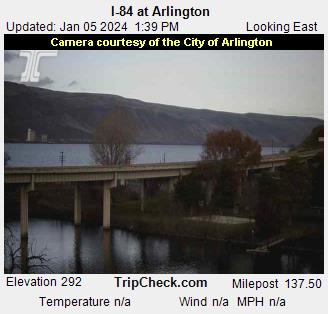 I-84 at Arlington
Updated: Jan 05 2024 1:39 PM Looking East
Camera courtesy of the City of Arlington
Elevation 292 TripCheck.com Milepost 137.50
Temperature n/a Wind n/a MPH n/a